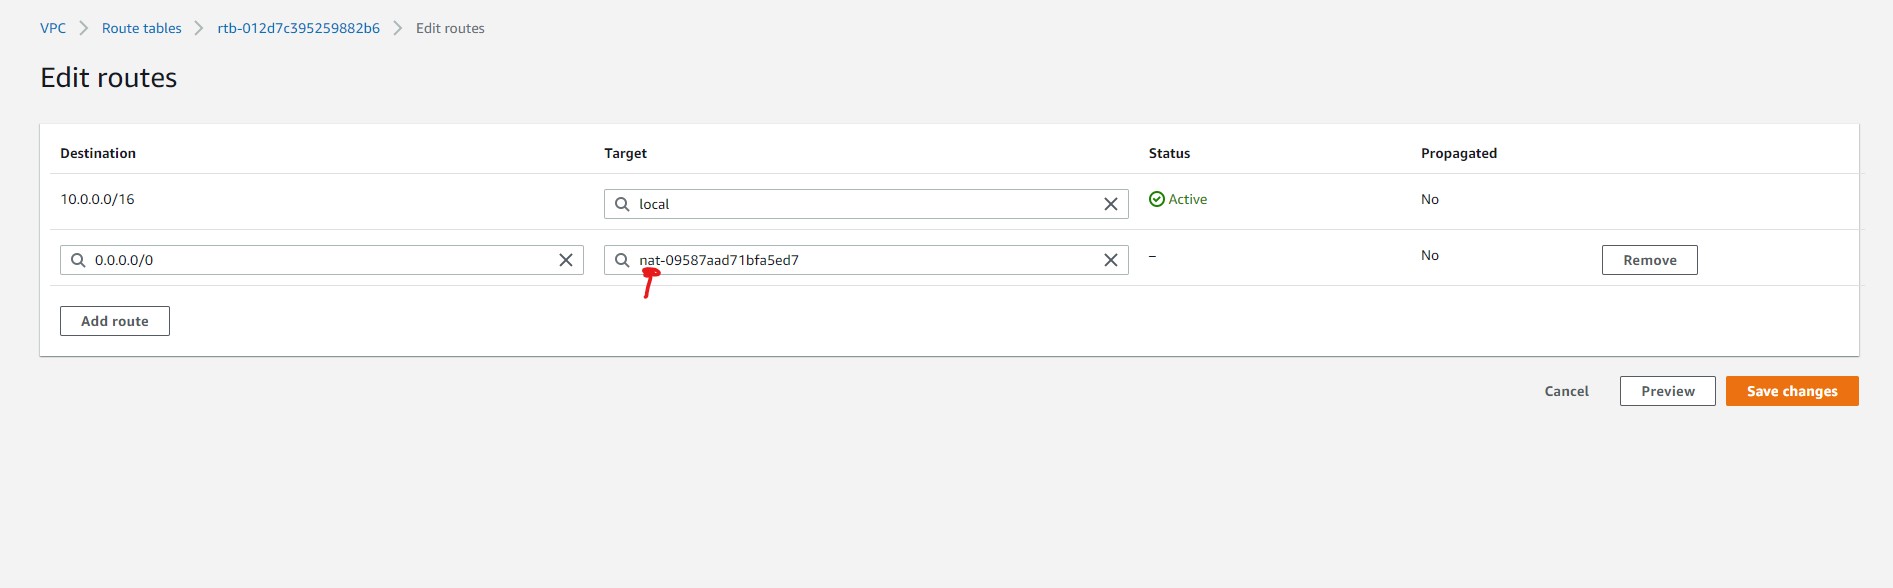 VPC > Route tables > rtb-012d7c395259882b6 > Edit routes
Edit routes
Destination Target Status Propagated
10.0.0.0/16 local Active No
0.0.0.0/0 nat-09587aad71bfa5ed7 – No Remove
Add route
Cancel Preview Save changes